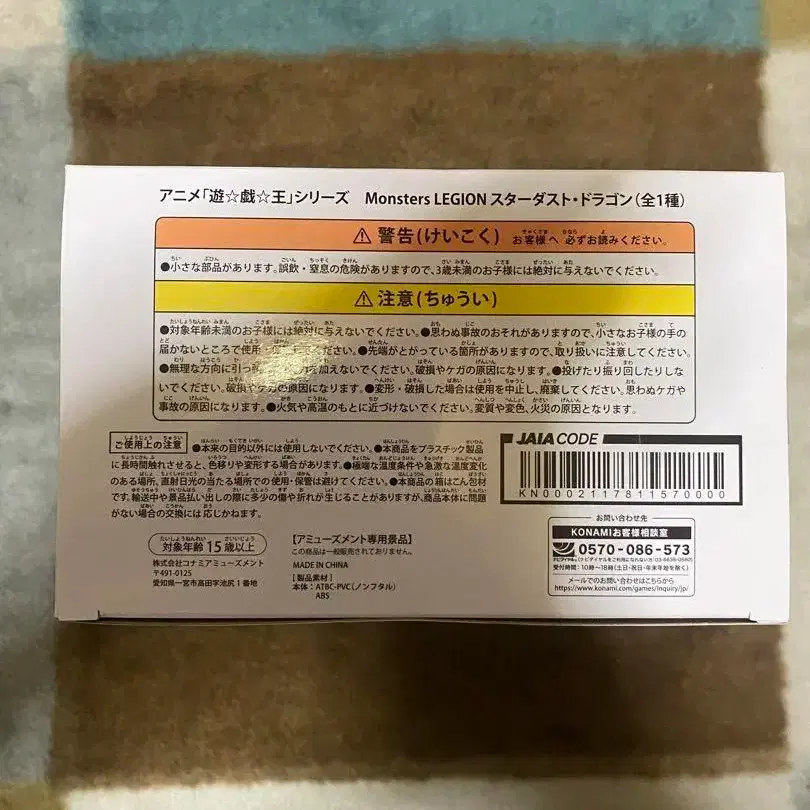 アニメ「遊☆戯☆王」シリーズ Monsters LEGION スターダスト・ドラゴン(全1種)
⚠ 警告(けいこく) お客様へ 必ずお読みください。
●小さな部品があります。誤飲・窒息の危険がありますので、3歳未満のお子様には絶対に与えないでください。
⚠ 注意(ちゅうい)
●対象年齢未満のお子様には絶対に与えないでください。●思わぬ事故のおそれがありますので、小さなお子様の手の
届かないところで使用 ●先端がとがっている箇所がありますので、取り扱いに注意してください。
●無理な方向に引っ 加えないでください。破損やケガの原因になります。●投げたり振り回したりしな
いでください。破損やケガの原因になります。●変形・破損した場合は使用を中止し、廃棄してください。思わぬケガや
事故の原因になります。●火気や高温のもとに近づけないでください。変質や変色、火災の原因となります。
ご使用上の注意
●本来の目的以外には使用しないでください。●本商品をプラスチック製品
に長時間触れさせると、色移りや変形する場合があります。●極端な温度条件や急激な温度変化
のある場所、直射日光の当たる場所での使用・保管は避けてください。●本商品の箱はこん包材
です。輸送中や景品払い出しの際に多少の傷や折れが生じることがありますが、商品本体に問題
がない場合の交換には応じかねます。
JAIA CODE
KN0002117811570000
対象年齢 15歳以上
株式会社コナミアミューズメント
〒491-0125
愛知県一宮市高田字池尻1番地
【アミューズメント専用景品】
この商品は一般販売されておりません。
MADE IN CHINA
[製品素材]
本体:ATBC-PVC(ノンフタル)
ABS
お問い合わせ先
KONAMIお客様相談室
0570-086-573
受付時間:10時~18時(土日・祝日・年末年始を除く)
メールでのお問い合わせはこちらから
https://www.konami.com/games/inquiry/jp/